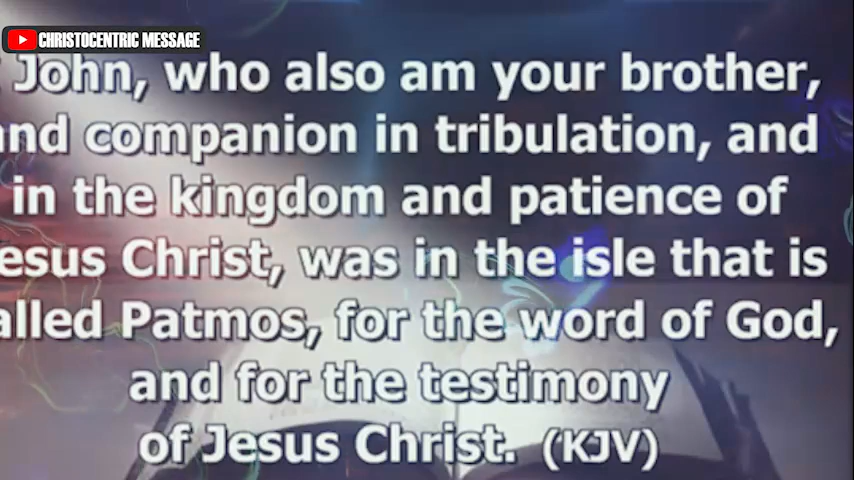 CHRISTOCENTRIC MESSAGE
John, who also am your brother,
and companion in tribulation, and
in the kingdom and patience of
esus Christ, was in the isle that is
alled Patmos, for the word of God,
and for the testimony
of Jesus Christ. (KJV)